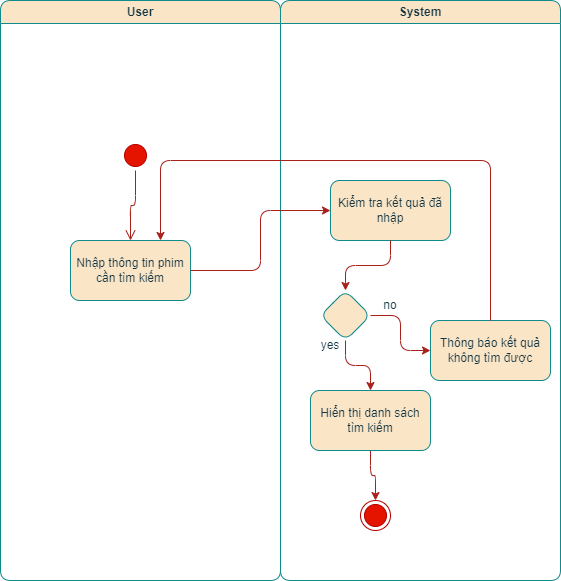 User
System
Kiểm tra kết quả đã
nhập
Nhập thông tin phim
cần tìm kiếm
no
yes
Thông báo kết quả
không tìm được
Hiển thị danh sách
tìm kiếm